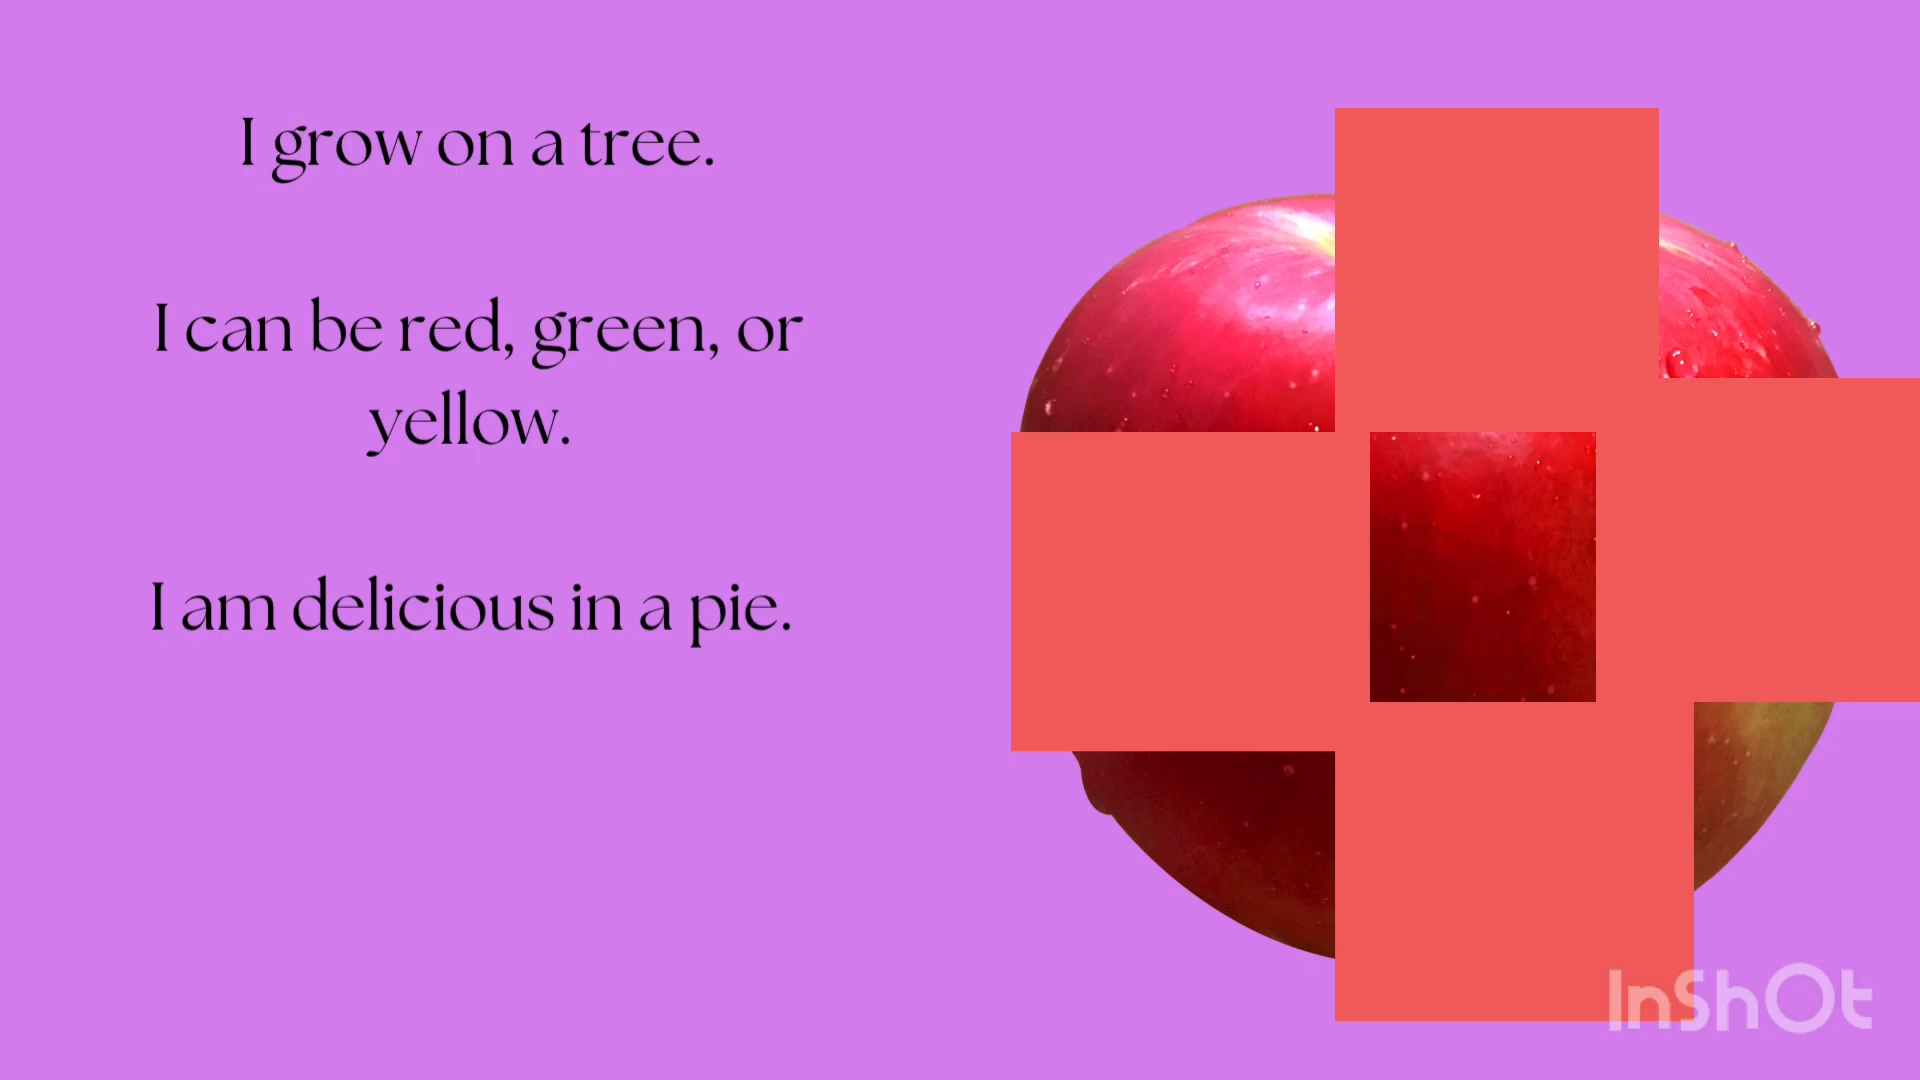 I grow on a tree.
I can be red, green, or
yellow.
I am delicious in a pie.
InShOt